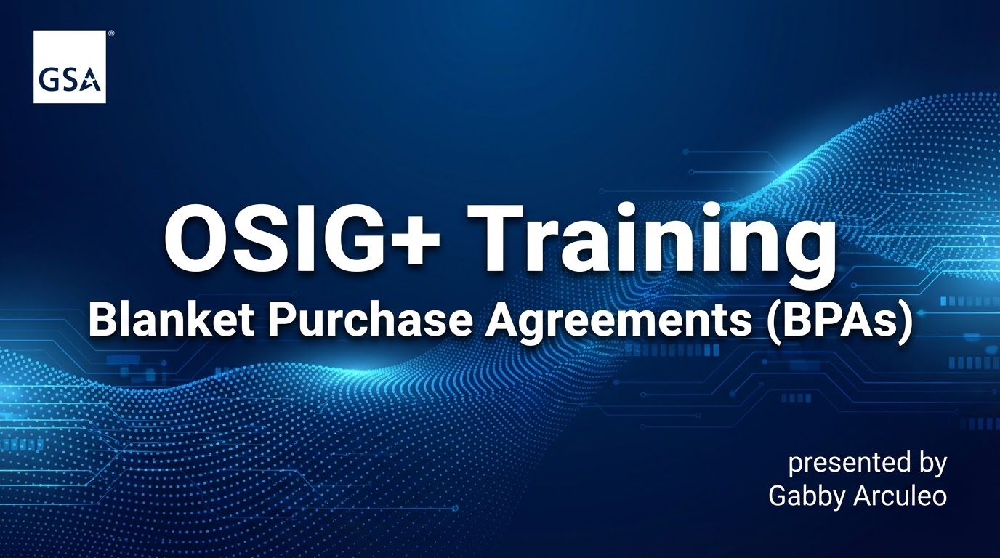 GSA
®
OSIG+ Training
Blanket Purchase Agreements (BPAs)
presented by
Gabby Arculeo